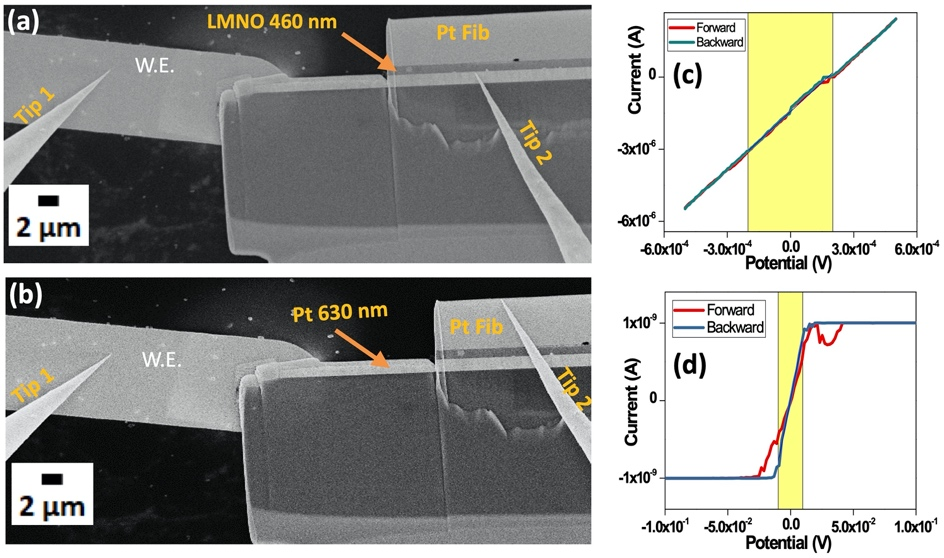 (a)
LMNO 460 nm
Pt Fib
W.E.
Tip 1
Tip 2
2 µm
(b)
Pt 630 nm
Pt Fib
W.E.
Tip 1
Tip 2
2 µm
Forward
Backward
(c)
Current (A)
0
-3x10⁻⁶
-6x10⁻⁶
-6.0x10⁻⁴
-3.0x10⁻⁴
0.0
3.0x10⁻⁴
6.0x10⁻⁴
Potential (V)
Forward
Backward
(d)
Current (A)
1x10⁻⁹
0
-1x10⁻⁹
-1.0x10⁻¹
-5.0x10⁻²
0.0
5.0x10⁻²
1.0x10⁻¹
Potential (V)